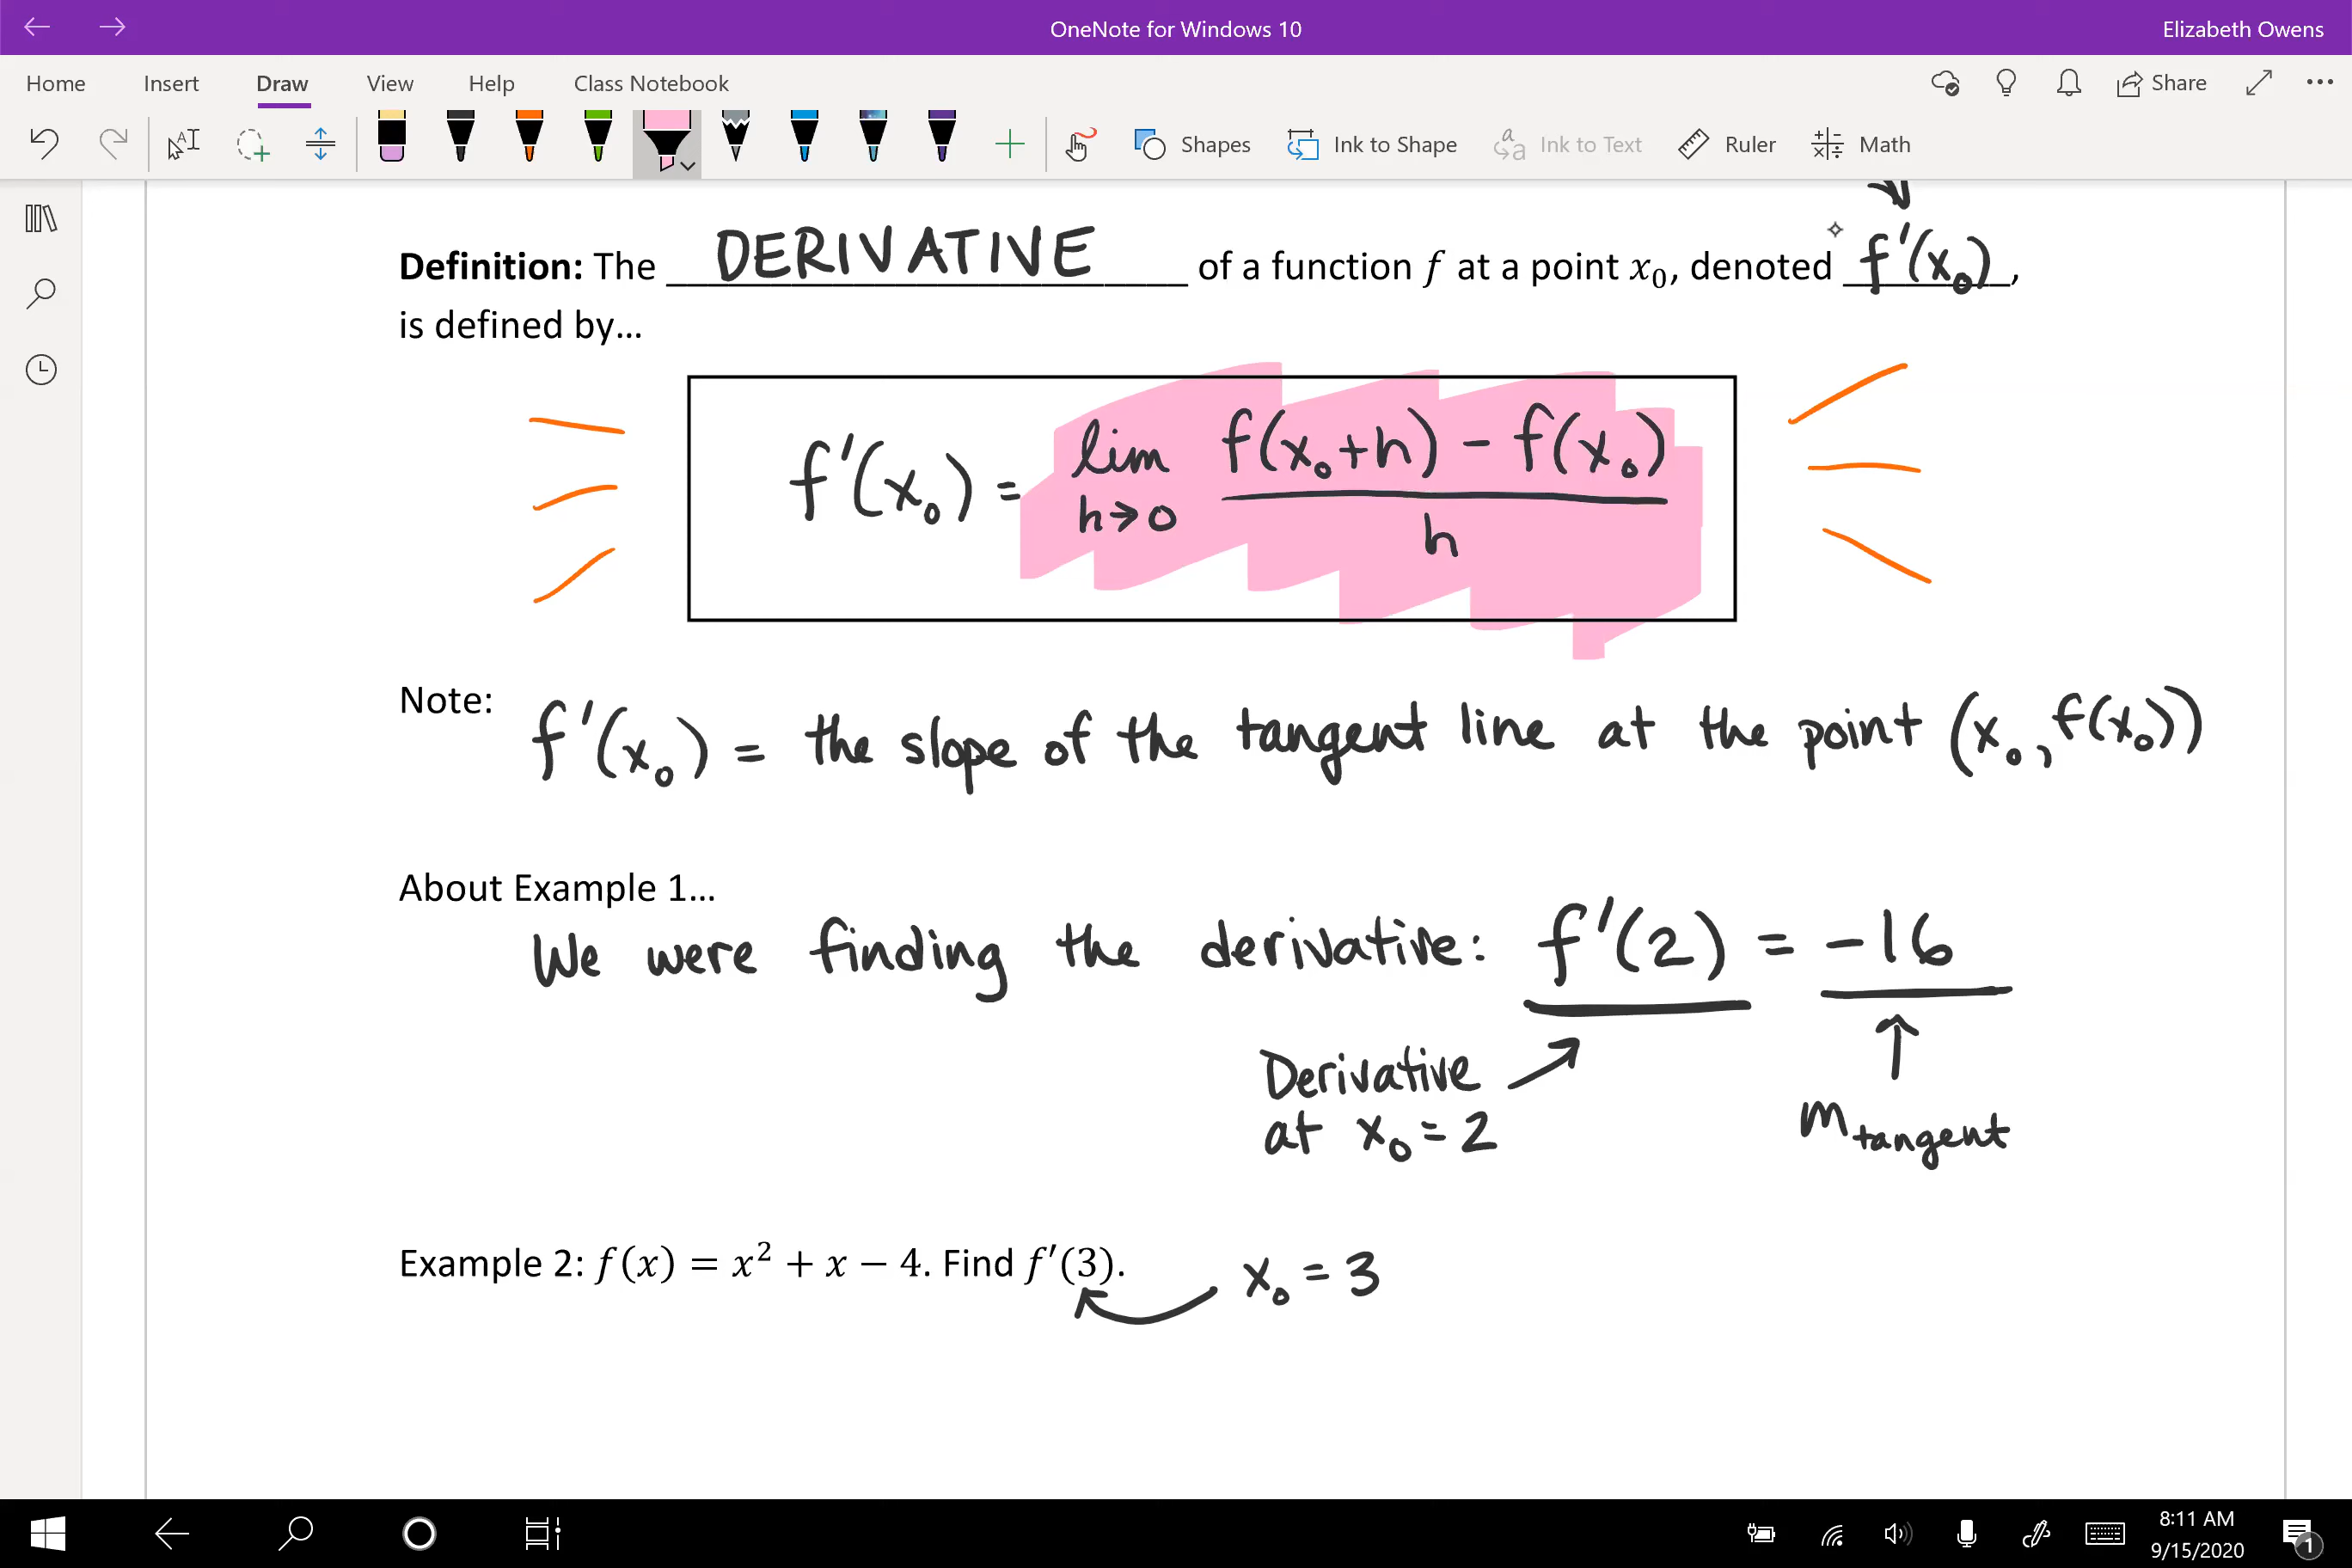 OneNote for Windows 10
Elizabeth Owens
Home Insert Draw View Help Class Notebook Share
Shapes Ink to Shape Ink to Text Ruler Math
Definition: The DERIVATIVE of a function f at a point x₀, denoted f'(x₀),
is defined by...
f'(x₀) = lim h→0 (f(x₀+h) - f(x₀))/h
Note: f'(x₀) = the slope of the tangent line at the point (x₀, f(x₀))
About Example 1...
We were finding the derivative: f'(2) = -16
Derivative
at x₀ = 2
m tangent
Example 2: f(x) = x² + x − 4. Find f'(3). x₀ = 3
8:11 AM
9/15/2020
1